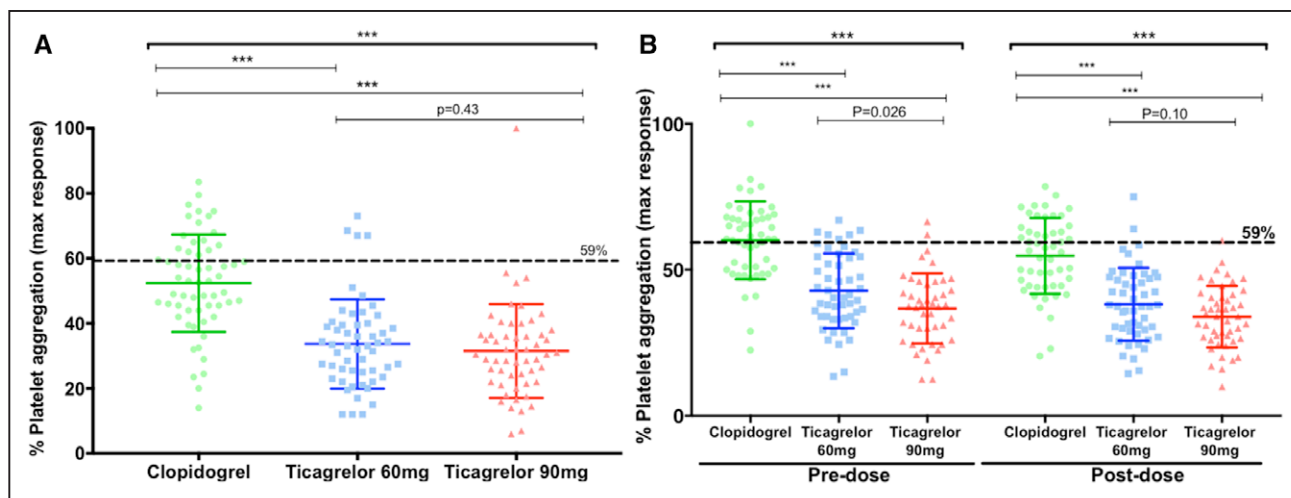 A
***
***
***
p=0.43
% Platelet aggregation (max response)
100
80
60
40
20
0
59%
Clopidogrel
Ticagrelor 60mg
Ticagrelor 90mg
B
***
***
***
P=0.026
***
***
***
P=0.10
% Platelet aggregation (max response)
100
50
0
59%
Clopidogrel
Ticagrelor
60mg
Ticagrelor
90mg
Clopidogrel
Ticagrelor
60mg
Ticagrelor
90mg
Pre-dose
Post-dose